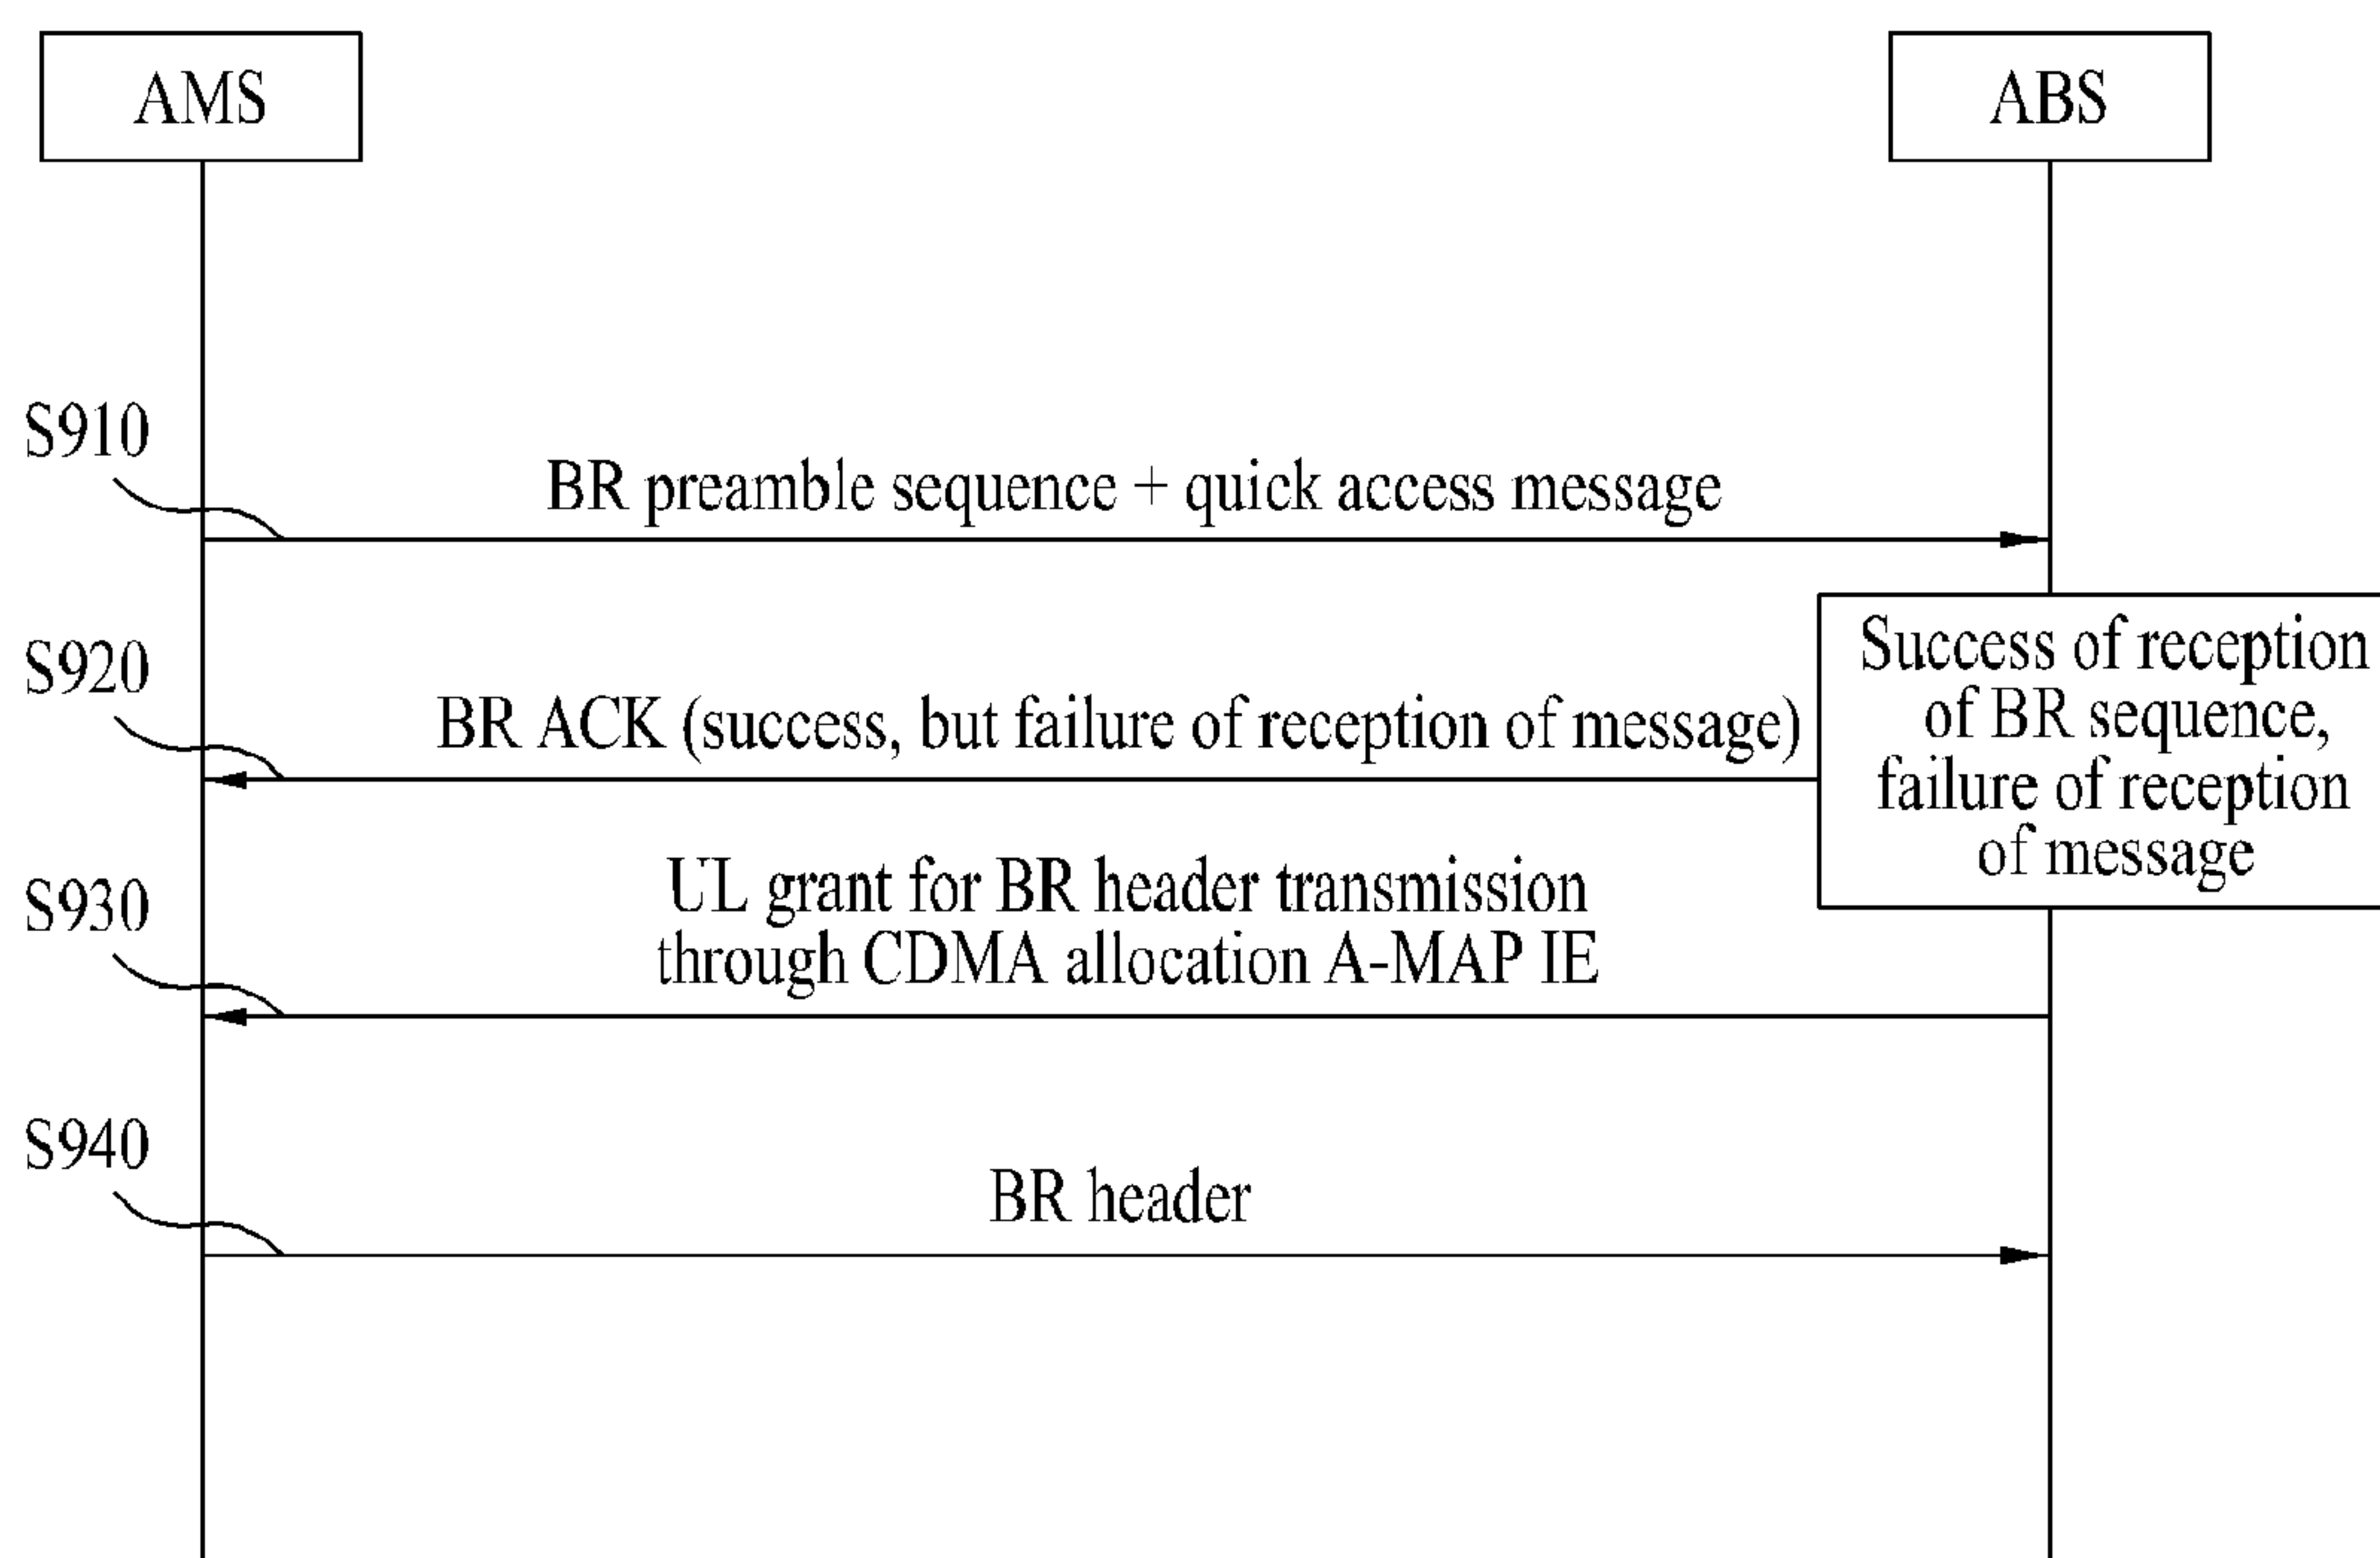 AMS
ABS
S910
BR preamble sequence + quick access message
S920
BR ACK (success, but failure of reception of message)
Success of reception
of BR sequence,
failure of reception
of message
S930
UL grant for BR header transmission
through CDMA allocation A-MAP IE
S940
BR header